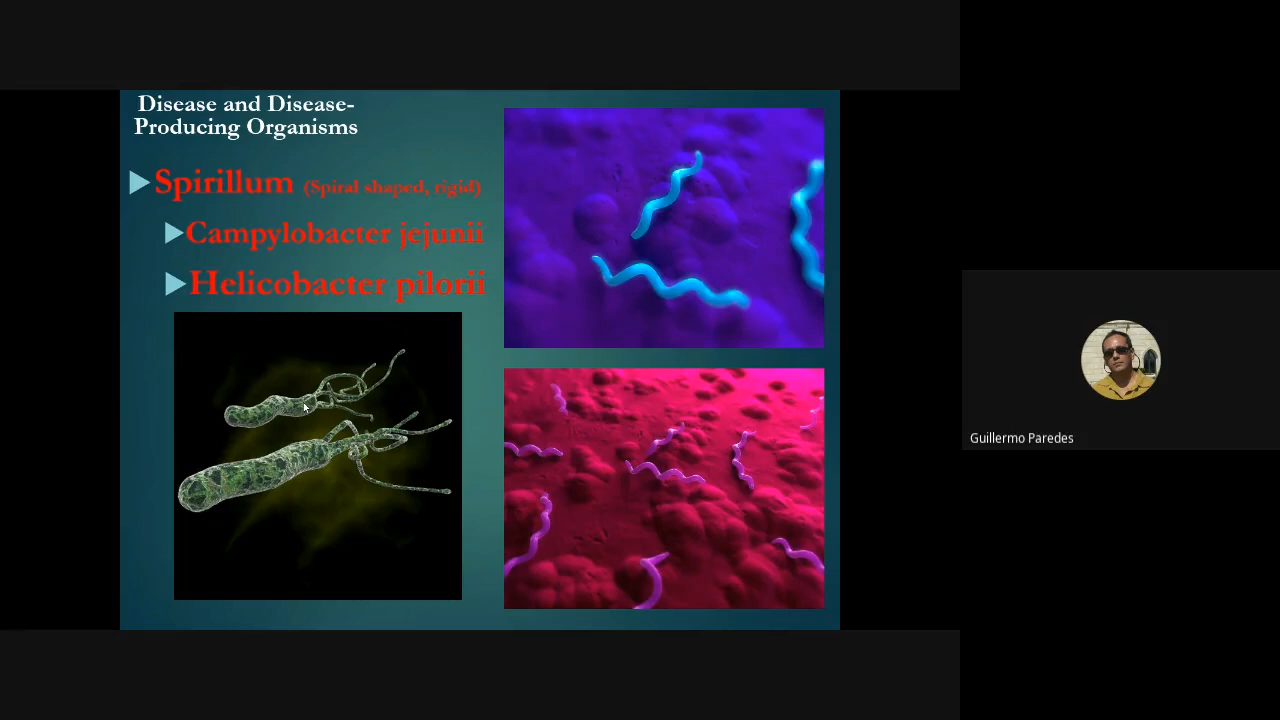 Disease and Disease-
Producing Organisms
Spirillum (Spiral shaped, rigid)
Campylobacter jejunii
Helicobacter pilorii
Guillermo Paredes